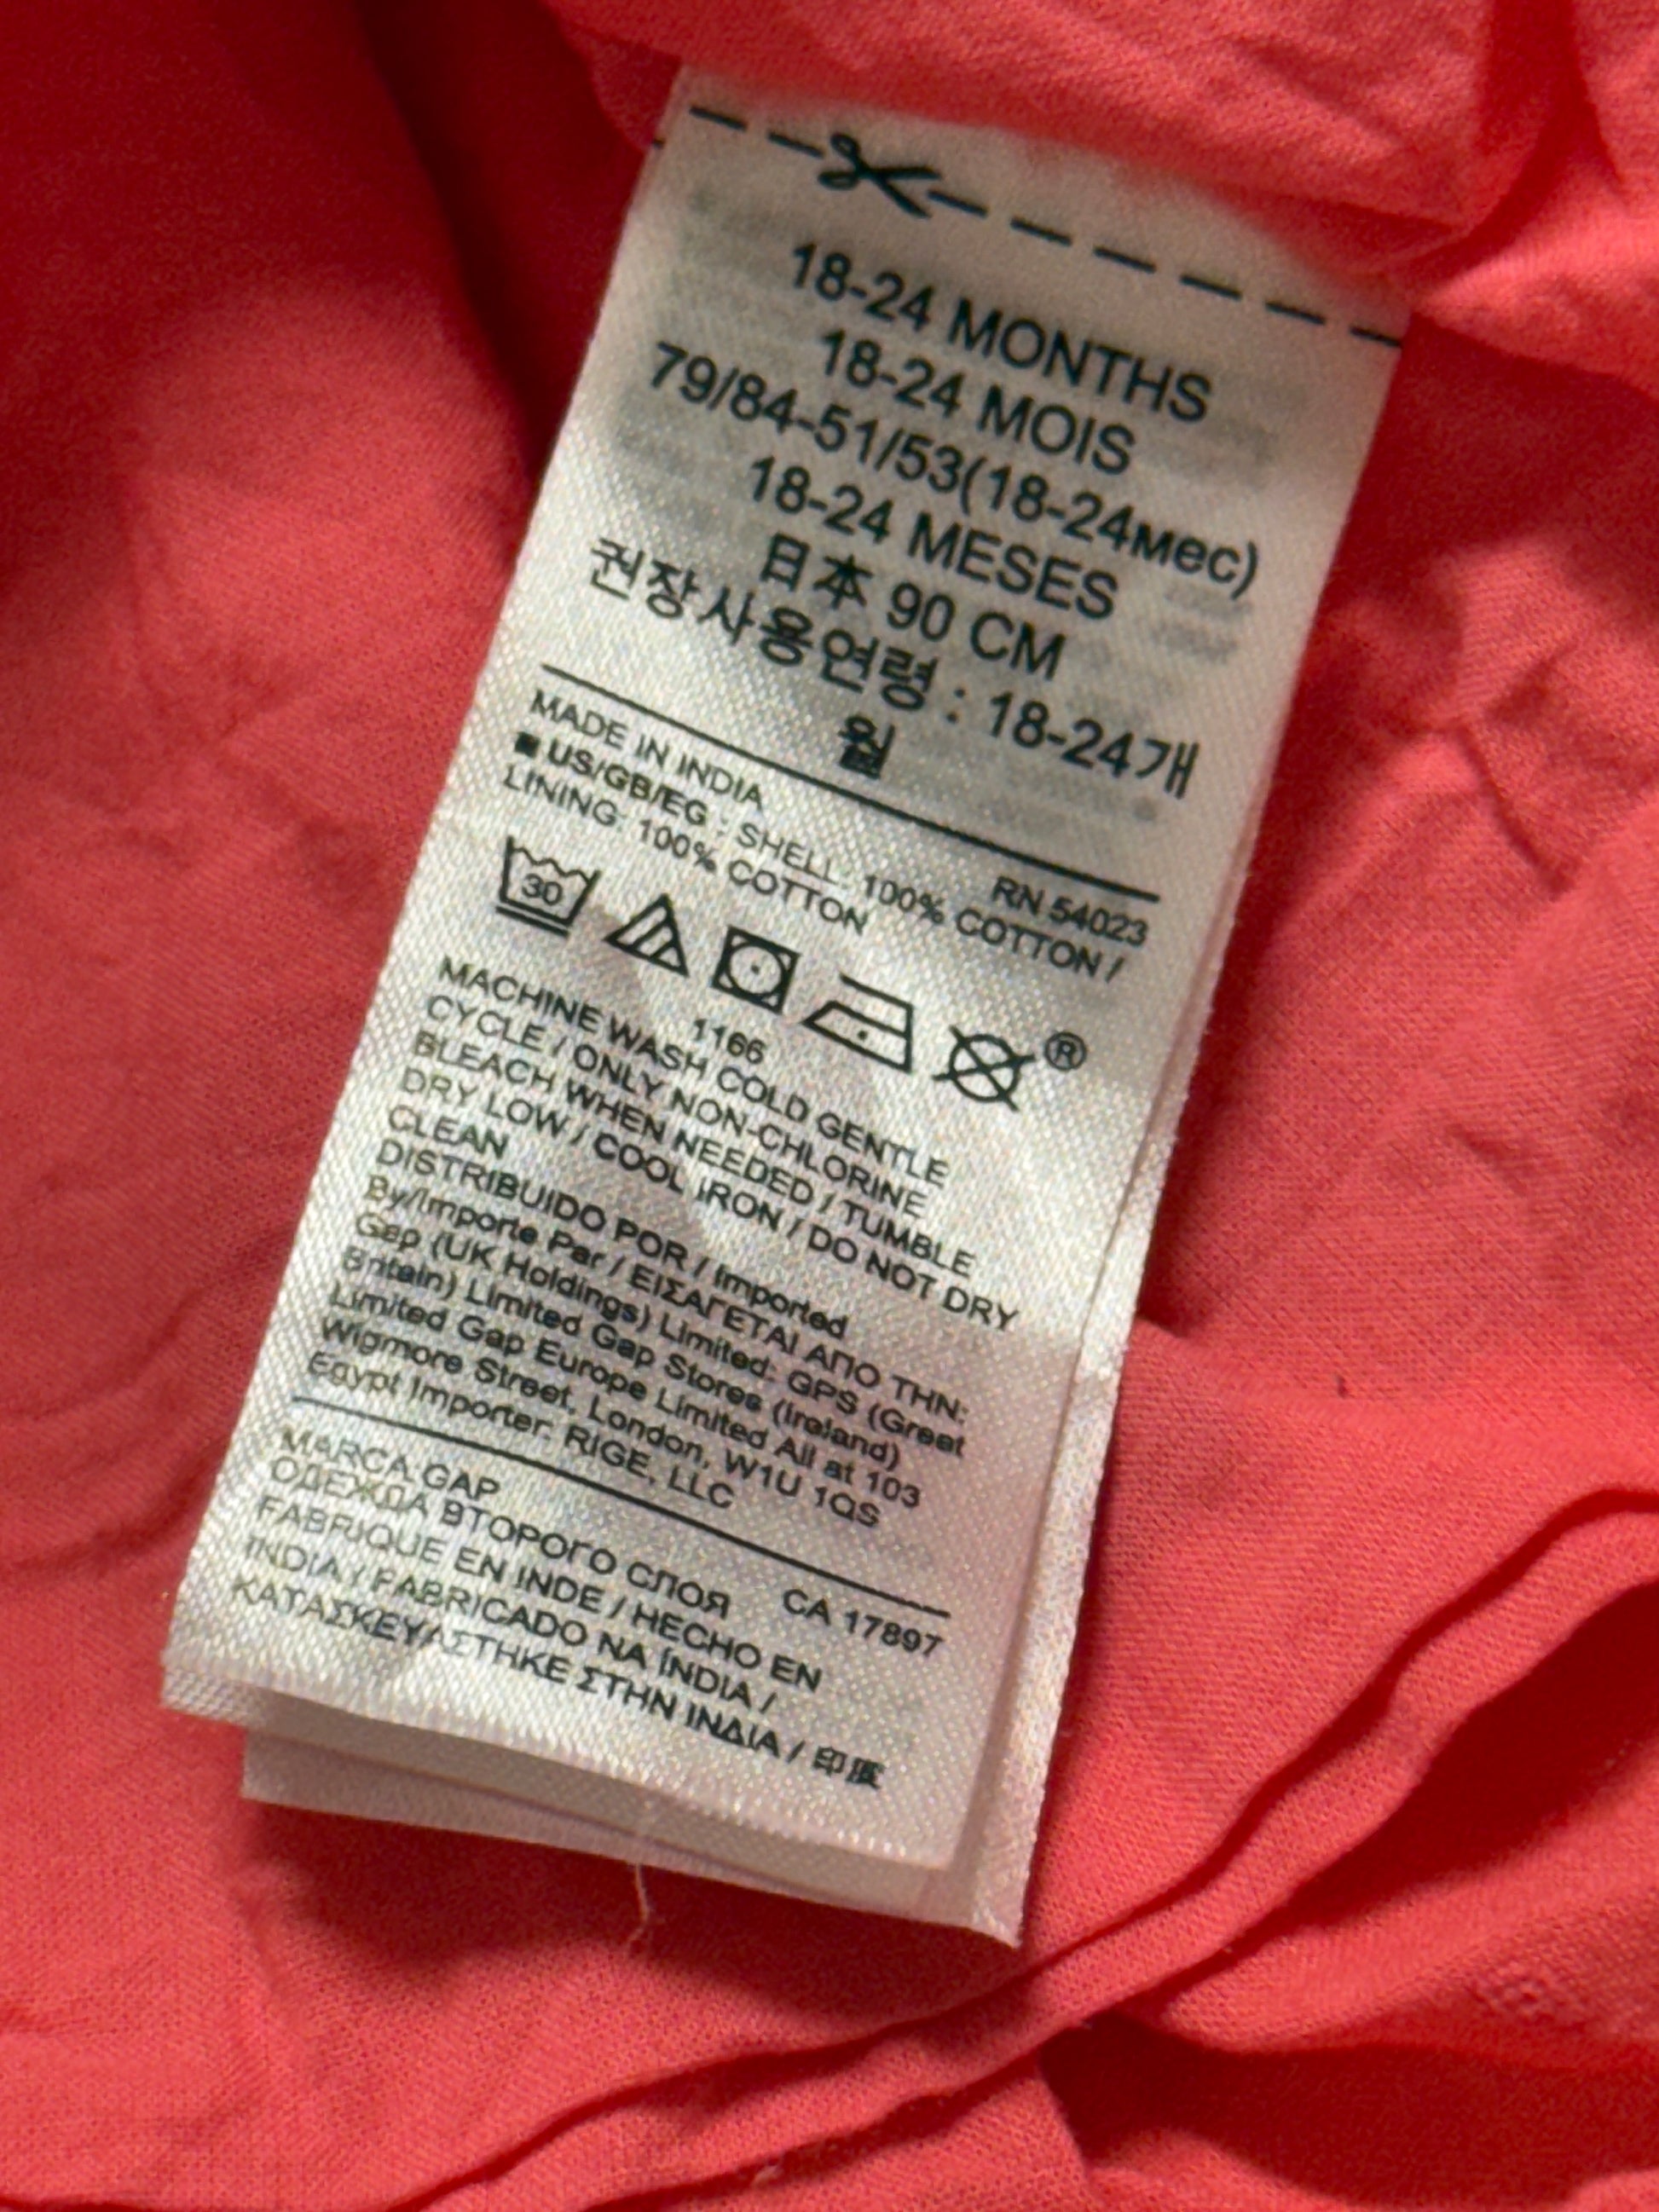 18-24 MONTHS
18-24 MOIS
79/84-51/53(18-24мес)
18-24 MESES
日本 90 CM
권장사용연령 : 18-24개
월
MADE IN INDIA
RN 54023
■ US/GB/EG : SHELL: 100% COTTON /
LINING: 100% COTTON
30
®
1166
MACHINE WASH COLD GENTLE
CYCLE / ONLY NON-CHLORINE
BLEACH WHEN NEEDED / TUMBLE
DRY LOW / COOL IRON / DO NOT DRY
CLEAN
DISTRIBUIDO POR / Imported
By/Importe Par / ΕΙΣΑΓΕΤΑΙ ΑΠΟ ΤΗΝ:
Gap (UK Holdings) Limited: GPS (Great
Britain) Limited Gap Stores (Ireland)
Limited Gap Europe Limited All at 103
Wigmore Street, London, W1U 1QS
Egypt Importer: RIGE, LLC
MARCA GAP
CA 17897
ОДЕЖДА ВТОРОГО СЛОЯ
FABRIQUE EN INDE / HECHO EN
INDIA / FABRICADO NA ÍNDIA /
ΚΑΤΑΣΚΕΥΑΣΤΗΚΕ ΣΤΗΝ ΙΝΔΙΑ / 印度